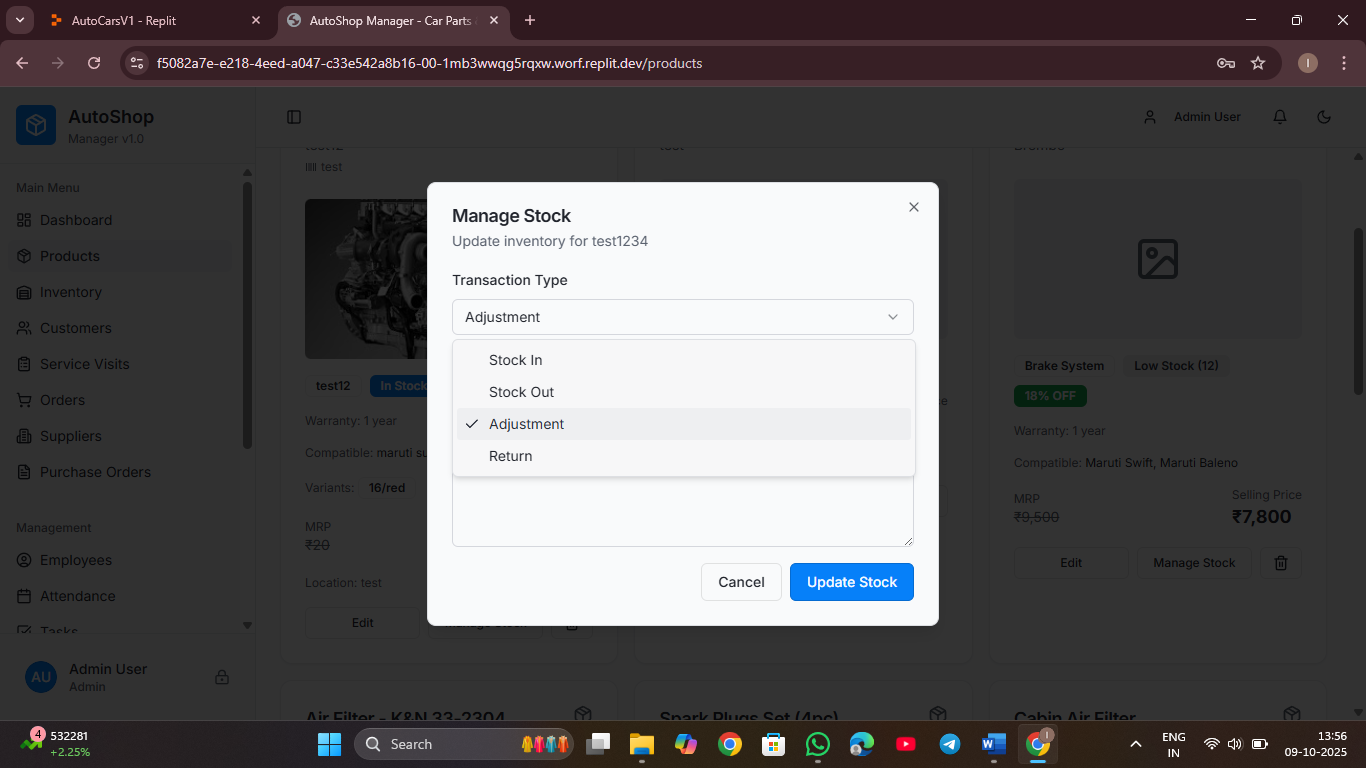 AutoCarsV1 - Replit
AutoShop Manager - Car Parts
f5082a7e-e218-4eed-a047-c33e542a8b16-00-1mb3wwqg5rqxw.worf.replit.dev/products
I
AutoShop
Manager v1.0
Admin User
Main Menu
Dashboard
Products
Inventory
Customers
Service Visits
Orders
Suppliers
Purchase Orders
Management
Employees
Attendance
Tasks
AU
Admin User
Admin
test
test12
In Stock
Warranty: 1 year
Compatible: maruti su
Variants: 16/red
MRP
₹20
Location: test
Edit
Manage Stock
Update inventory for test1234
Transaction Type
Adjustment
Stock In
Stock Out
Adjustment
Return
Cancel
Update Stock
Brake System
Low Stock (12)
18% OFF
Warranty: 1 year
Compatible: Maruti Swift, Maruti Baleno
MRP
Selling Price
₹9,500
₹7,800
Edit
Manage Stock
Air Filter - K&N 33-2304
Spark Plugs Set (4pc)
Cabin Air Filter
4
532281
+2.25%
Search
I
ENG
IN
13:56
09-10-2025